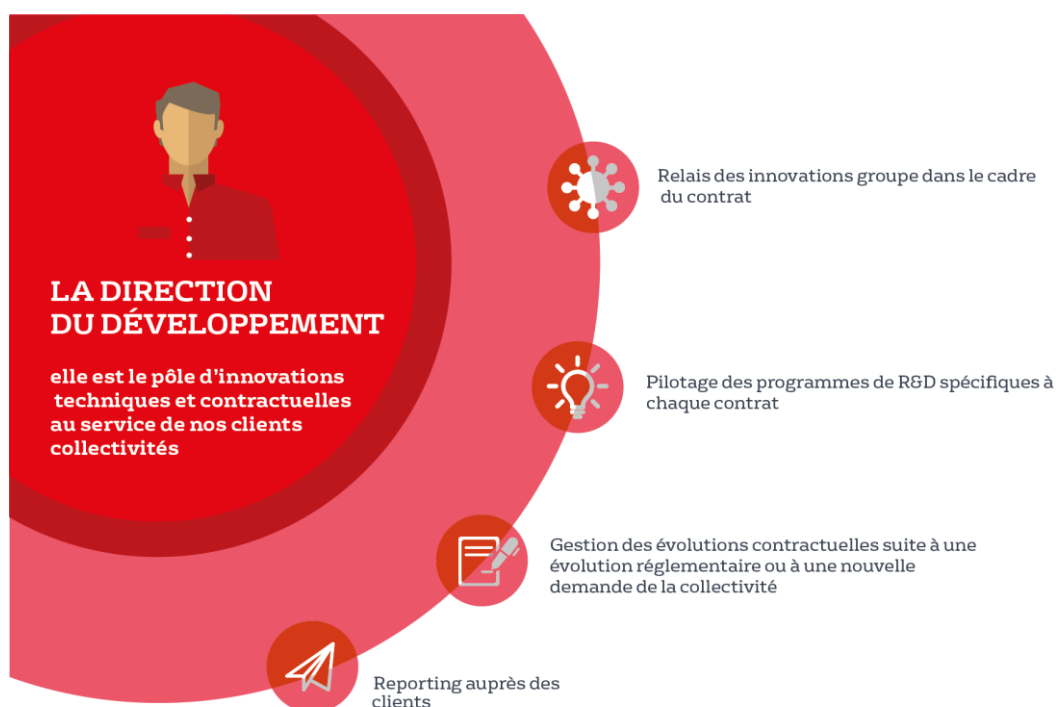 LA DIRECTION
DU DÉVELOPPEMENT
elle est le pôle d'innovations
techniques et contractuelles
au service de nos clients
collectivités
Relais des innovations groupe dans le cadre
du contrat
Pilotage des programmes de R&D spécifiques à
chaque contrat
Gestion des évolutions contractuelles suite à une
évolution réglementaire ou à une nouvelle
demande de la collectivité
Reporting auprès des
clients